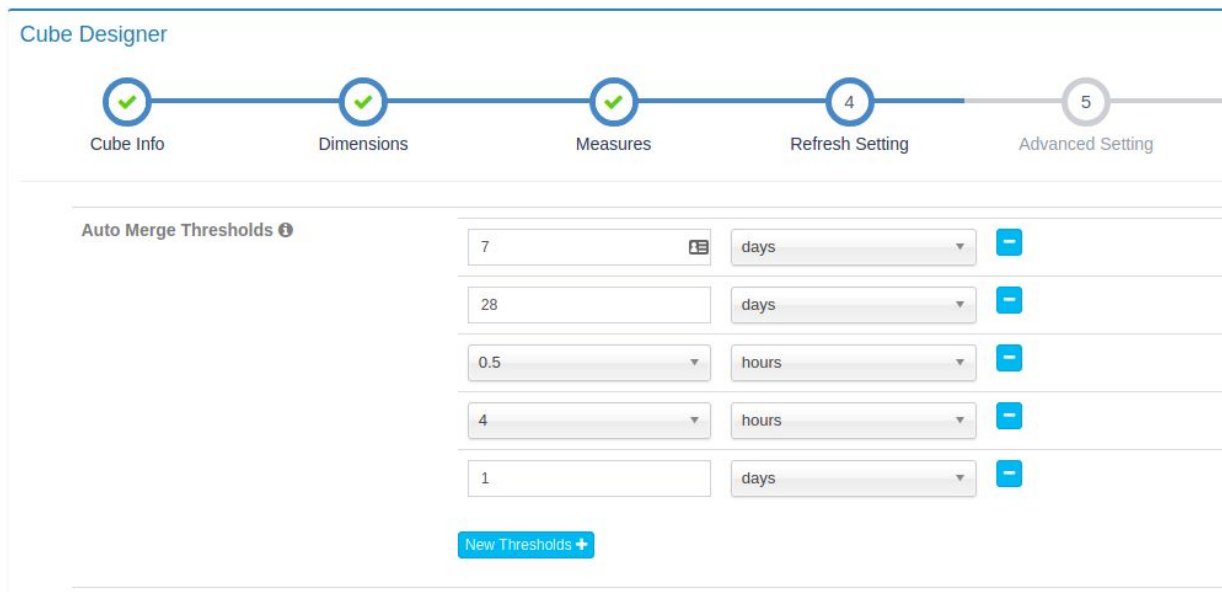 Cube Designer
4
5
Cube Info
Dimensions
Measures
Refresh Setting
Advanced Setting
Auto Merge Thresholds
7 days
28 days
0.5 hours
4 hours
1 days
New Thresholds